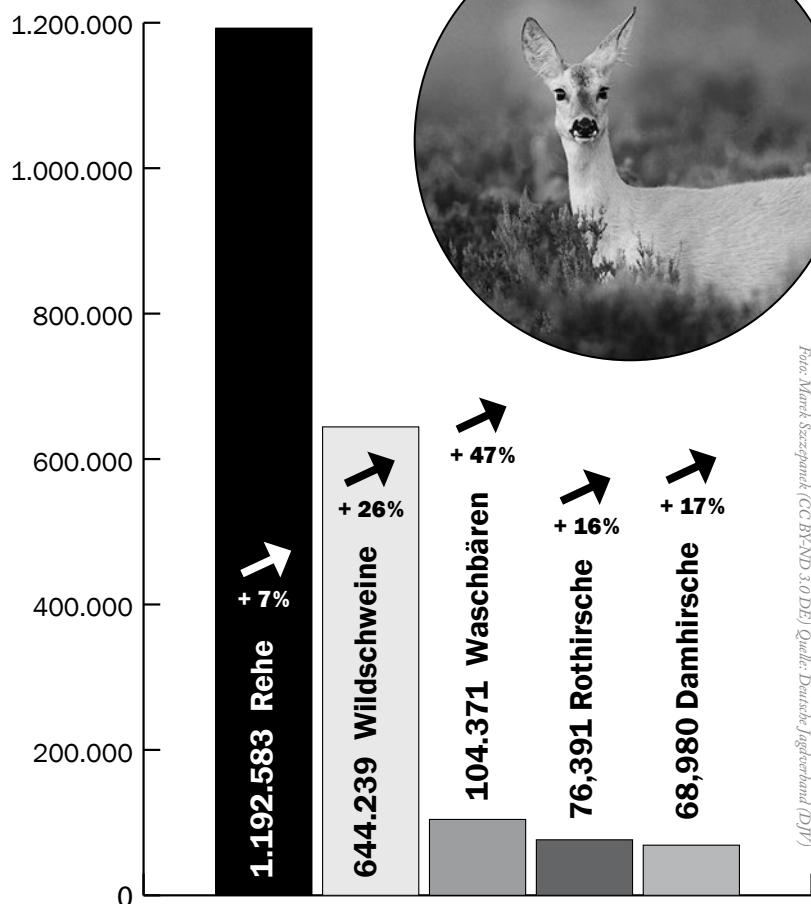 1.200.000
1.000.000
800.000
600.000
400.000
200.000
0
+ 7%
1.192.583 Rehe
+ 26%
644.239 Wildschweine
+ 47%
104.371 Waschbären
+ 16%
76,391 Rothirsche
+ 17%
68,980 Damhirsche
Foto: Marek Szczepanek (CC BY-ND 3.0 DE) Quelle: Deutsche Jagdverband (DJV)